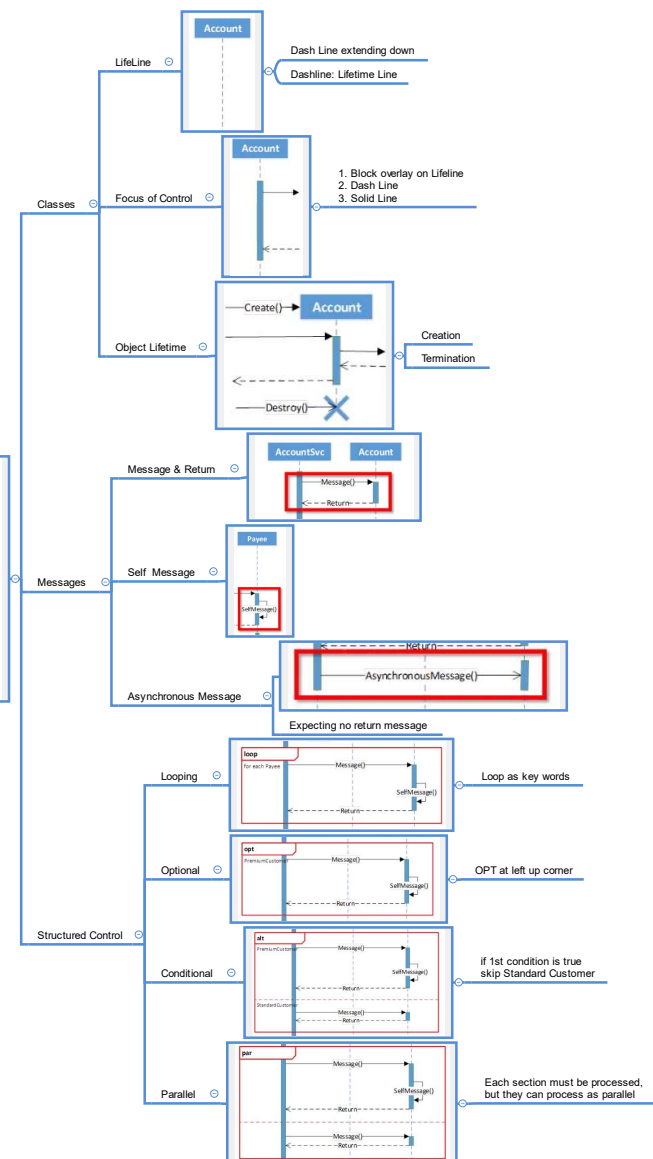 Account
LifeLine
Dash Line extending down
Dashline: Lifetime Line
Account
Classes
Focus of Control
1. Block overlay on Lifeline
2. Dash Line
3. Solid Line
Create()
Account
Object Lifetime
Creation
Termination
Destroy()
AccountSvc Account
Message & Return
Message()
Return
Payee
Messages
Self Message
SelfMessage()
Return
AsynchronousMessage()
Asynchronous Message
Expecting no return message
loop
for each Payee
Message()
Looping
Loop as key words
SelfMessage()
Return
opt
PremiumCustomer
Message()
Optional
OPT at left up corner
SelfMessage()
Return
Structured Control
alt
PremiumCustomer
Message()
SelfMessage()
Conditional
if 1st condition is true
skip Standard Customer
Return
StandardCustomer
Message()
Return
par
Message()
SelfMessage()
Parallel
Each section must be processed,
but they can process as parallel
Return
Message()
Return